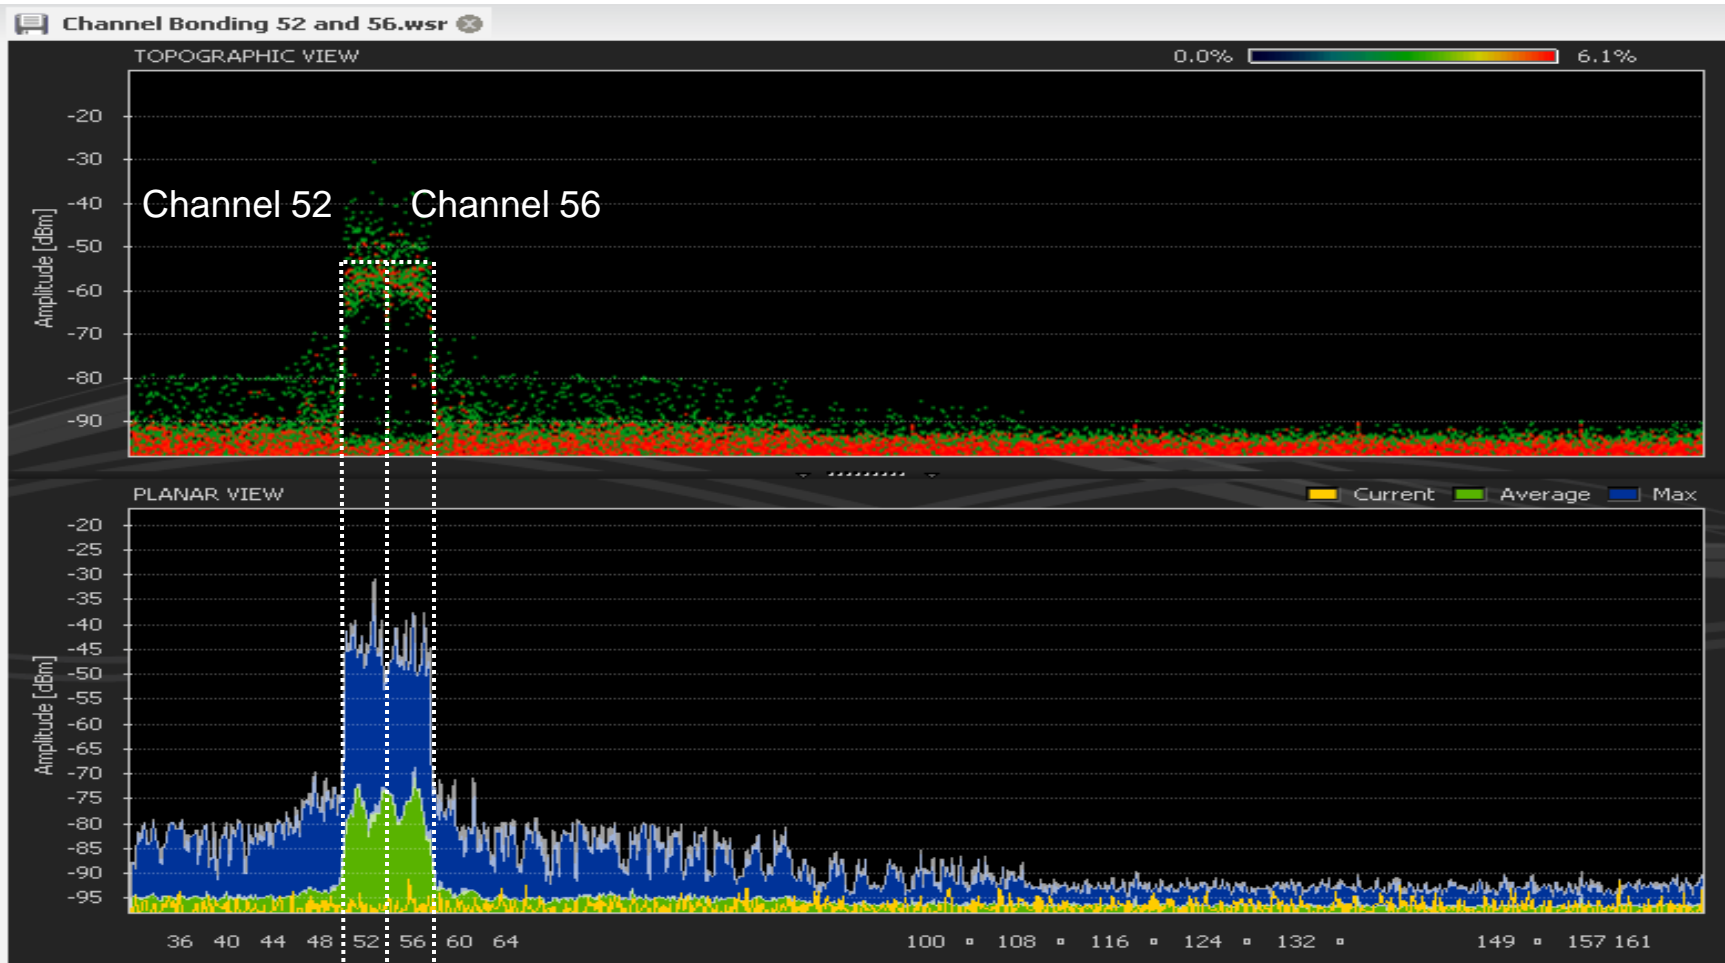 Channel Bonding 52 and 56.wsr
TOPOGRAPHIC VIEW
0.0%
6.1%
-20
-30
-40
-50
-60
-70
-80
-90
Amplitude [dBm]
Channel 52
Channel 56
PLANAR VIEW
Current
Average
Max
-20
-25
-30
-35
-40
-45
-50
-55
-60
-65
-70
-75
-80
-85
-90
-95
Amplitude [dBm]
36 40 44 48 52 56 60 64 100 108 116 124 132 149 157 161